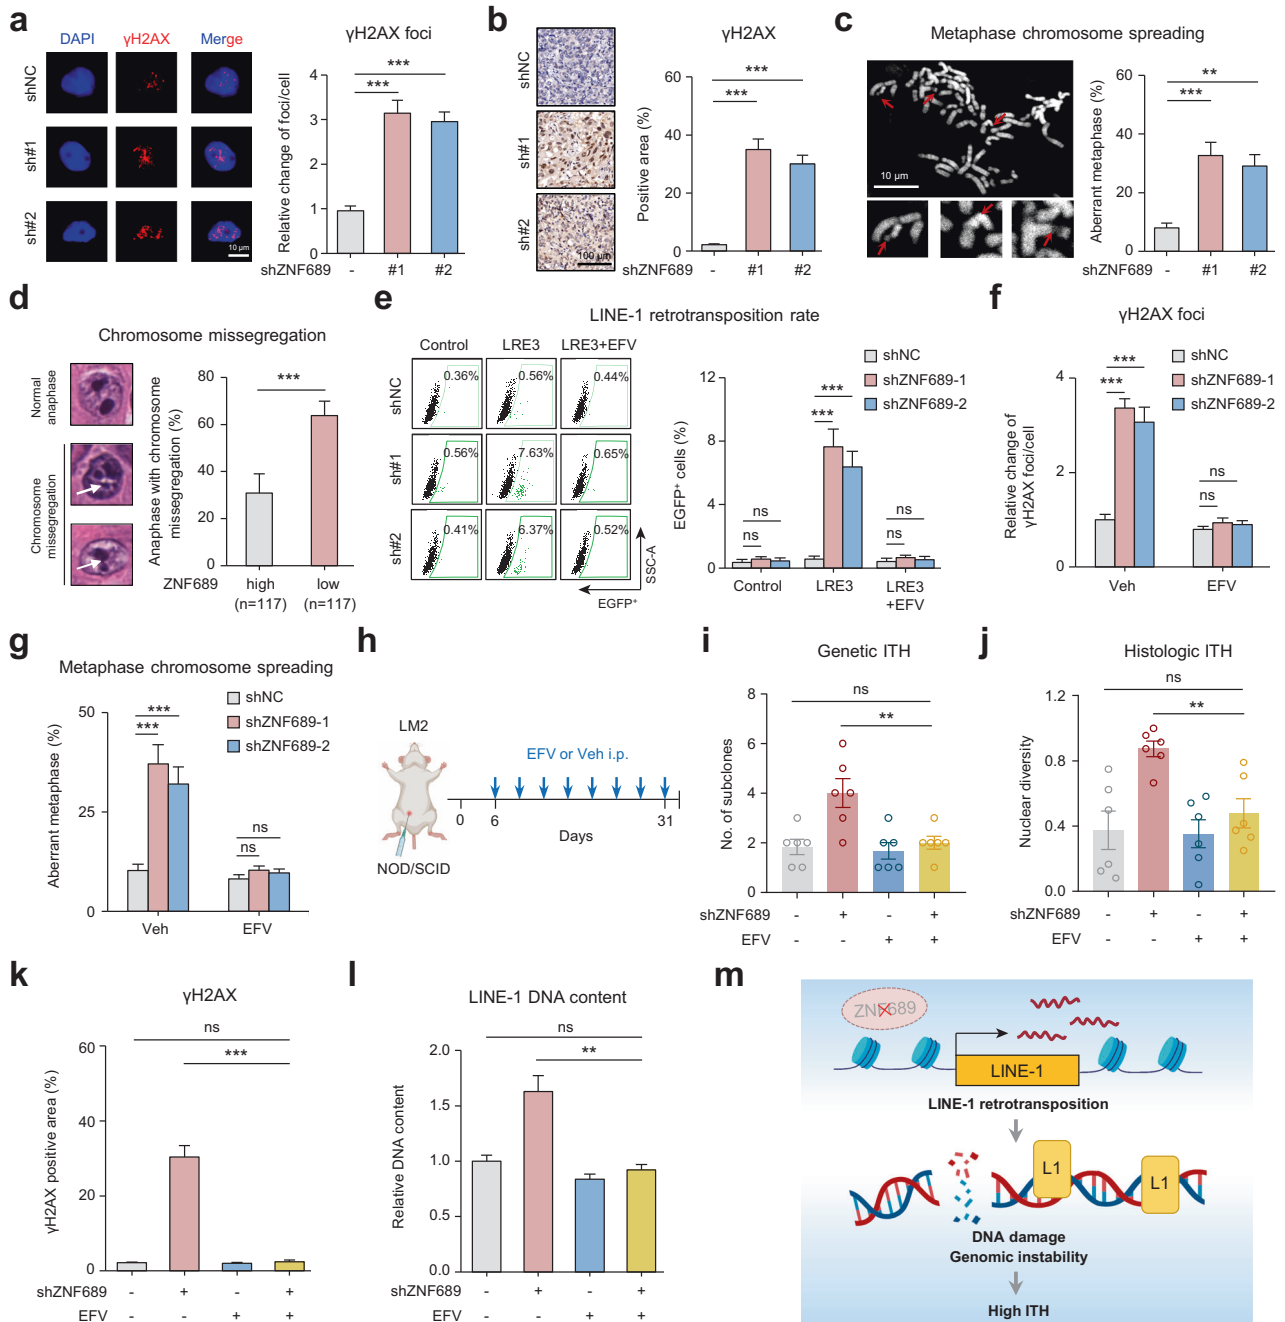 a
DAPI γH2AX Merge
shNC
sh#1
sh#2
10 μm
γH2AX foci
Relative change of foci/cell
4
3
2
1
0
***
***
shZNF689 - #1 #2
b
shNC
sh#1
sh#2
100 μm
γH2AX
Positive area (%)
60
40
20
0
***
***
shZNF689 - #1 #2
c
Metaphase chromosome spreading
10 μm
Aberrant metaphase (%)
60
40
20
0
**
***
shZNF689 - #1 #2
d
Chromosome missegregation
Normal
anaphase
Chromosome
missegregation
Anaphase with chromosome
missegregation (%)
80
60
40
20
0
***
ZNF689 high low
(n=117) (n=117)
e
LINE-1 retrotransposition rate
Control LRE3 LRE3+EFV
shNC
0.36% 0.56% 0.44%
sh#1
0.56% 7.63% 0.65%
sh#2
0.41% 6.37% 0.52%
SSC-A
EGFP⁺
shNC
shZNF689-1
shZNF689-2
EGFP⁺ cells (%)
12
8
4
0
ns
ns
***
***
ns
ns
Control LRE3 LRE3
+EFV
f
γH2AX foci
shNC
shZNF689-1
shZNF689-2
Relative change of
γH2AX foci/cell
4
2
0
***
***
ns
ns
Veh EFV
g
Metaphase chromosome spreading
shNC
shZNF689-1
shZNF689-2
Aberrant metaphase (%)
50
25
0
***
***
ns
ns
Veh EFV
h
LM2
EFV or Veh i.p.
0 6 31
Days
NOD/SCID
i
Genetic ITH
No. of subclones
8
6
4
2
0
ns
**
shZNF689 - + - +
EFV - - + +
j
Histologic ITH
Nuclear diversity
1.2
0.8
0.4
0.0
ns
**
shZNF689 - + - +
EFV - - + +
k
γH2AX
γH2AX positive area (%)
60
40
20
0
ns
***
shZNF689 - + - +
EFV - - + +
l
LINE-1 DNA content
Relative DNA content
2.0
1.5
1.0
0.5
0.0
ns
**
shZNF689 - + - +
EFV - - + +
m
ZNF689
LINE-1
LINE-1 retrotransposition
L1
L1
DNA damage
Genomic instability
High ITH